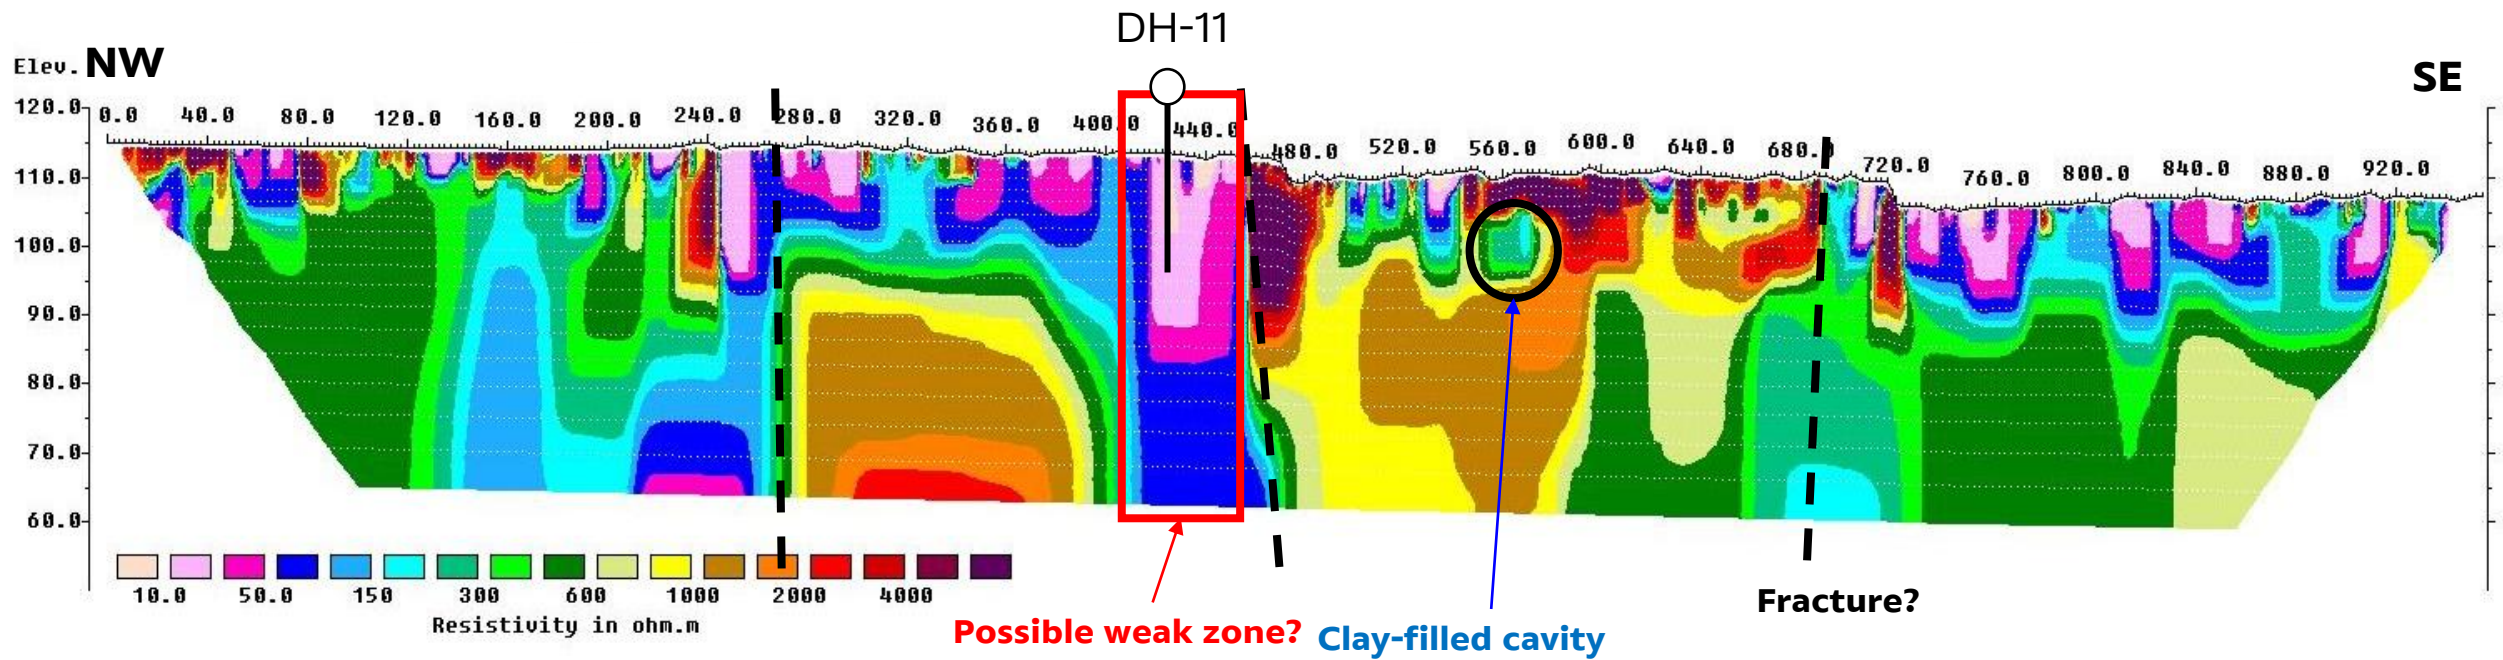 DH-11
Elev. NW
SE
120.0
0.0 40.0 80.0 120.0 160.0 200.0 240.0 280.0 320.0 360.0 400.0 440.0 480.0 520.0 560.0 600.0 640.0 680.0 720.0 760.0 800.0 840.0 880.0 920.0
110.0
100.0
90.0
80.0
70.0
60.0
10.0 50.0 150 300 600 1000 2000 4000
Resistivity in ohm.m
Possible weak zone?
Clay-filled cavity
Fracture?